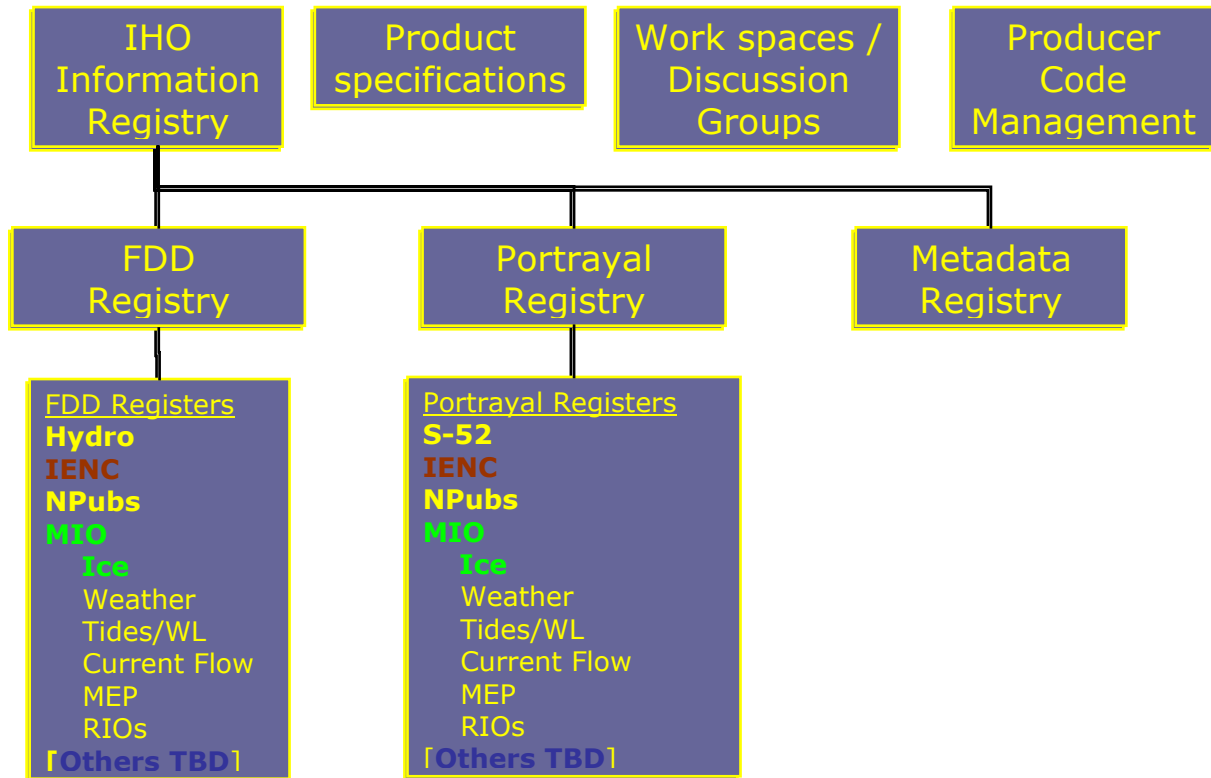 IHO
Information
Registry
Product
specifications
Work spaces /
Discussion
Groups
Producer
Code
Management
FDD
Registry
Portrayal
Registry
Metadata
Registry
FDD Registers
Hydro
IENC
NPubs
MIO
Ice
Weather
Tides/WL
Current Flow
MEP
RIOs
[Others TBD]
Portrayal Registers
S-52
IENC
NPubs
MIO
Ice
Weather
Tides/WL
Current Flow
MEP
RIOs
[Others TBD]